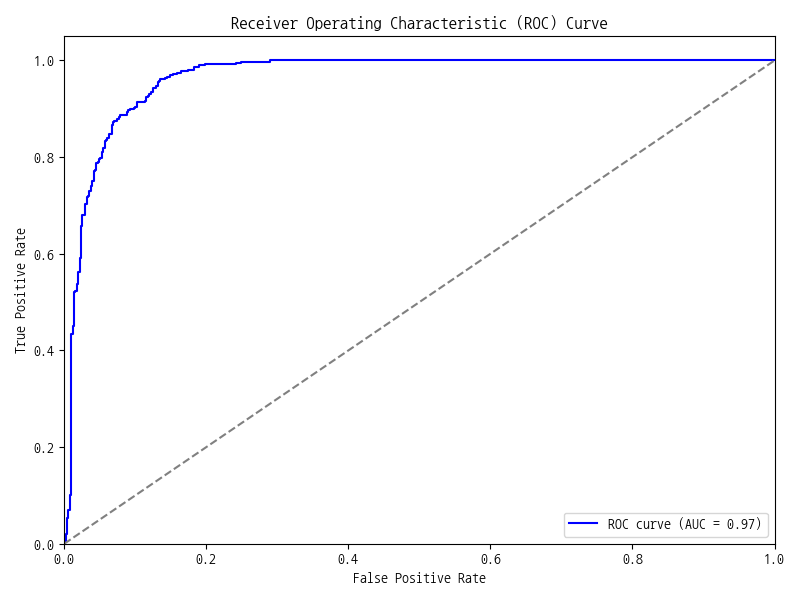 Receiver Operating Characteristic (ROC) Curve
1.0
0.8
0.6
0.4
0.2
0.0
True Positive Rate
0.0 0.2 0.4 0.6 0.8 1.0
False Positive Rate
ROC curve (AUC = 0.97)